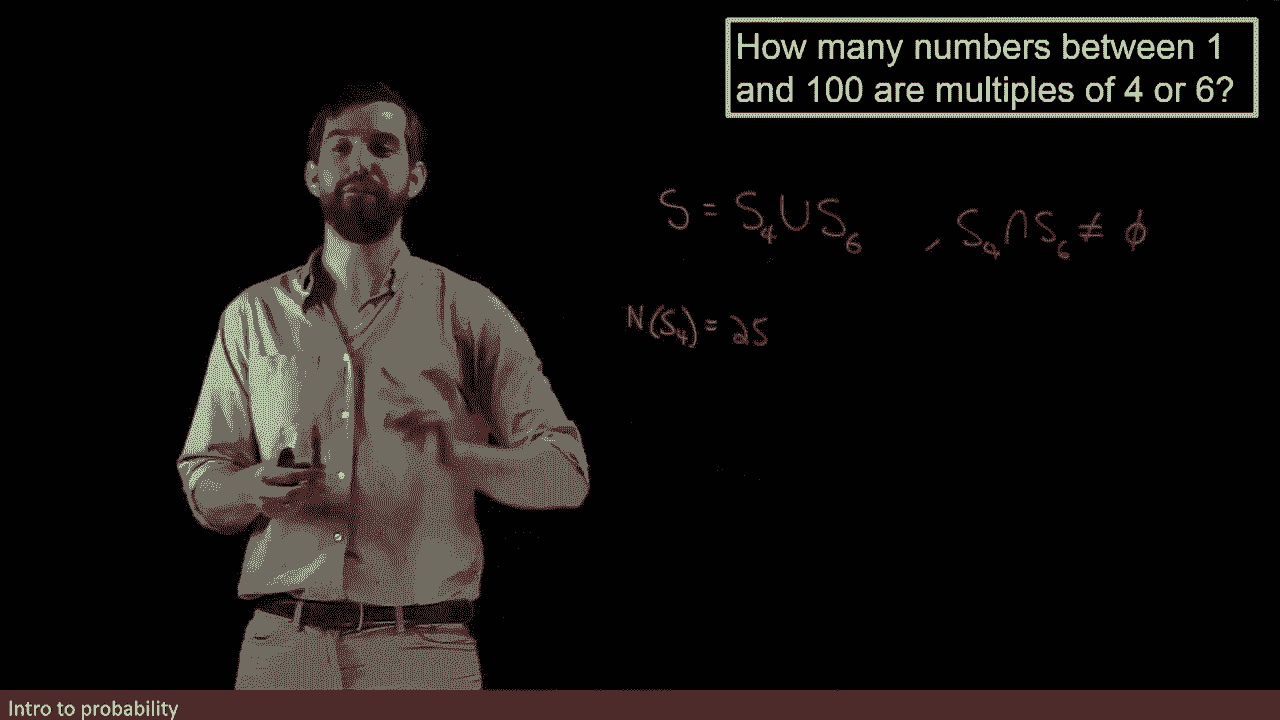 How many numbers between 1
and 100 are multiples of 4 or 6?
S = S₄ ∪ S₆ , S₄ ∩ S₆ ≠ ϕ
N(S₄) = 25
Intro to probability